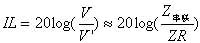 IL = 20log(V/V') ≈ 20log(Z串联/ZR)